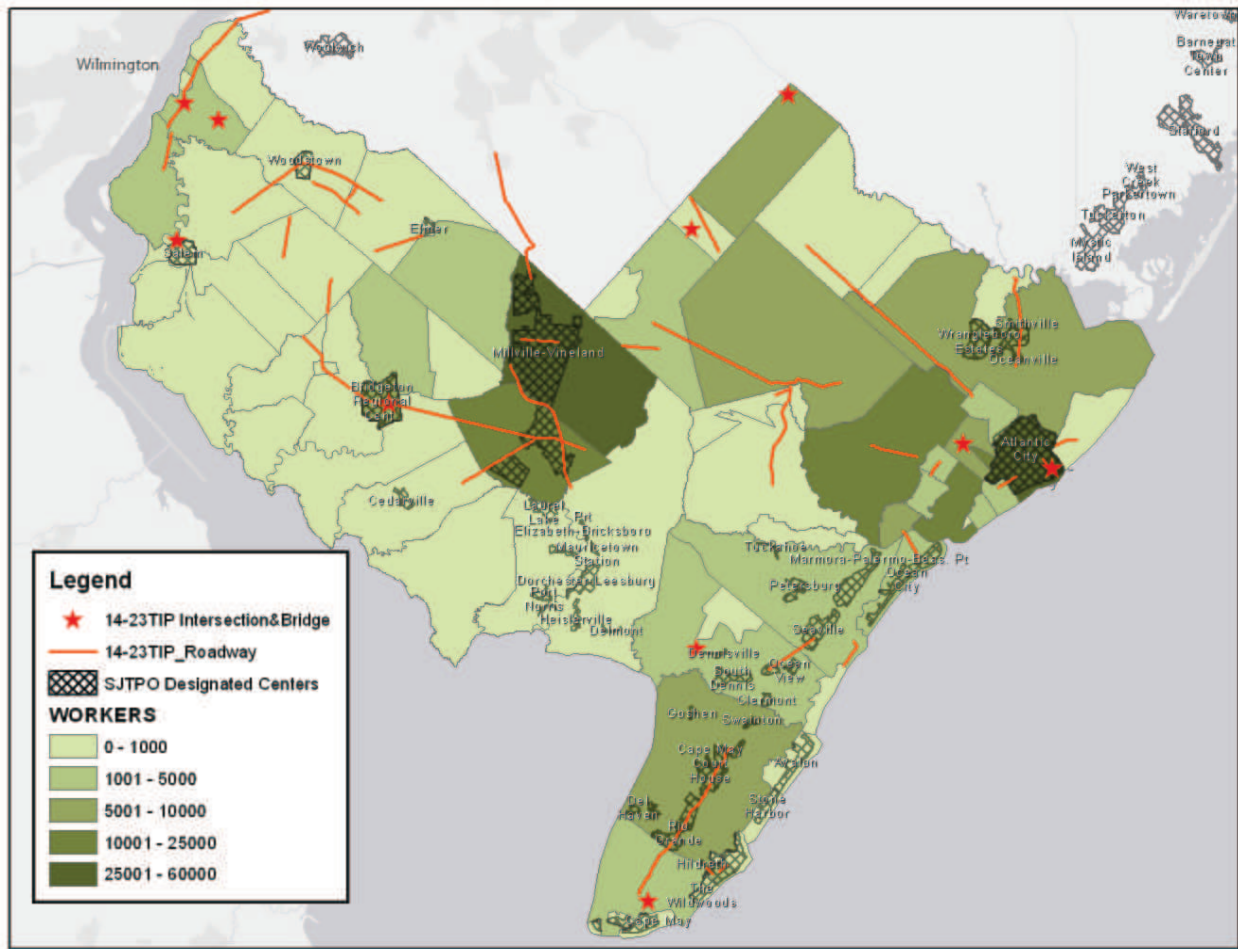 Waretown
Barnegat
Town
Center
Woolwich
Wilmington
Stafford
Woodstown
West
Creek
Parkertown
Tuckerton
Mystic
Island
Elmer
Salem
Smithville
Wrangleboro
Estates
Oceanville
Millville-Vineland
Bridgeton
Regional
Atlantic
City
Cedarville
Laurel
Lake
Elizabeth-Bricksboro
Mauricetown
Station
Tuckahoe
Marmora-Palermo-Bees. Pt
Ocean
City
Dorchester-Leesburg
Petersburg
Port
Norris
Heislerville
Delmont
Seaville
Dennisville
South
Dennis
Ocean
View
Clermont
Goshen
Swainton
Cape May
Court
House
Avalon
Stone
Harbor
Del
Haven
Rio
Grande
Hildreth
The
Wildwoods
Cape May
Legend
14-23TIP Intersection&Bridge
14-23TIP_Roadway
SJTPO Designated Centers
WORKERS
0 - 1000
1001 - 5000
5001 - 10000
10001 - 25000
25001 - 60000